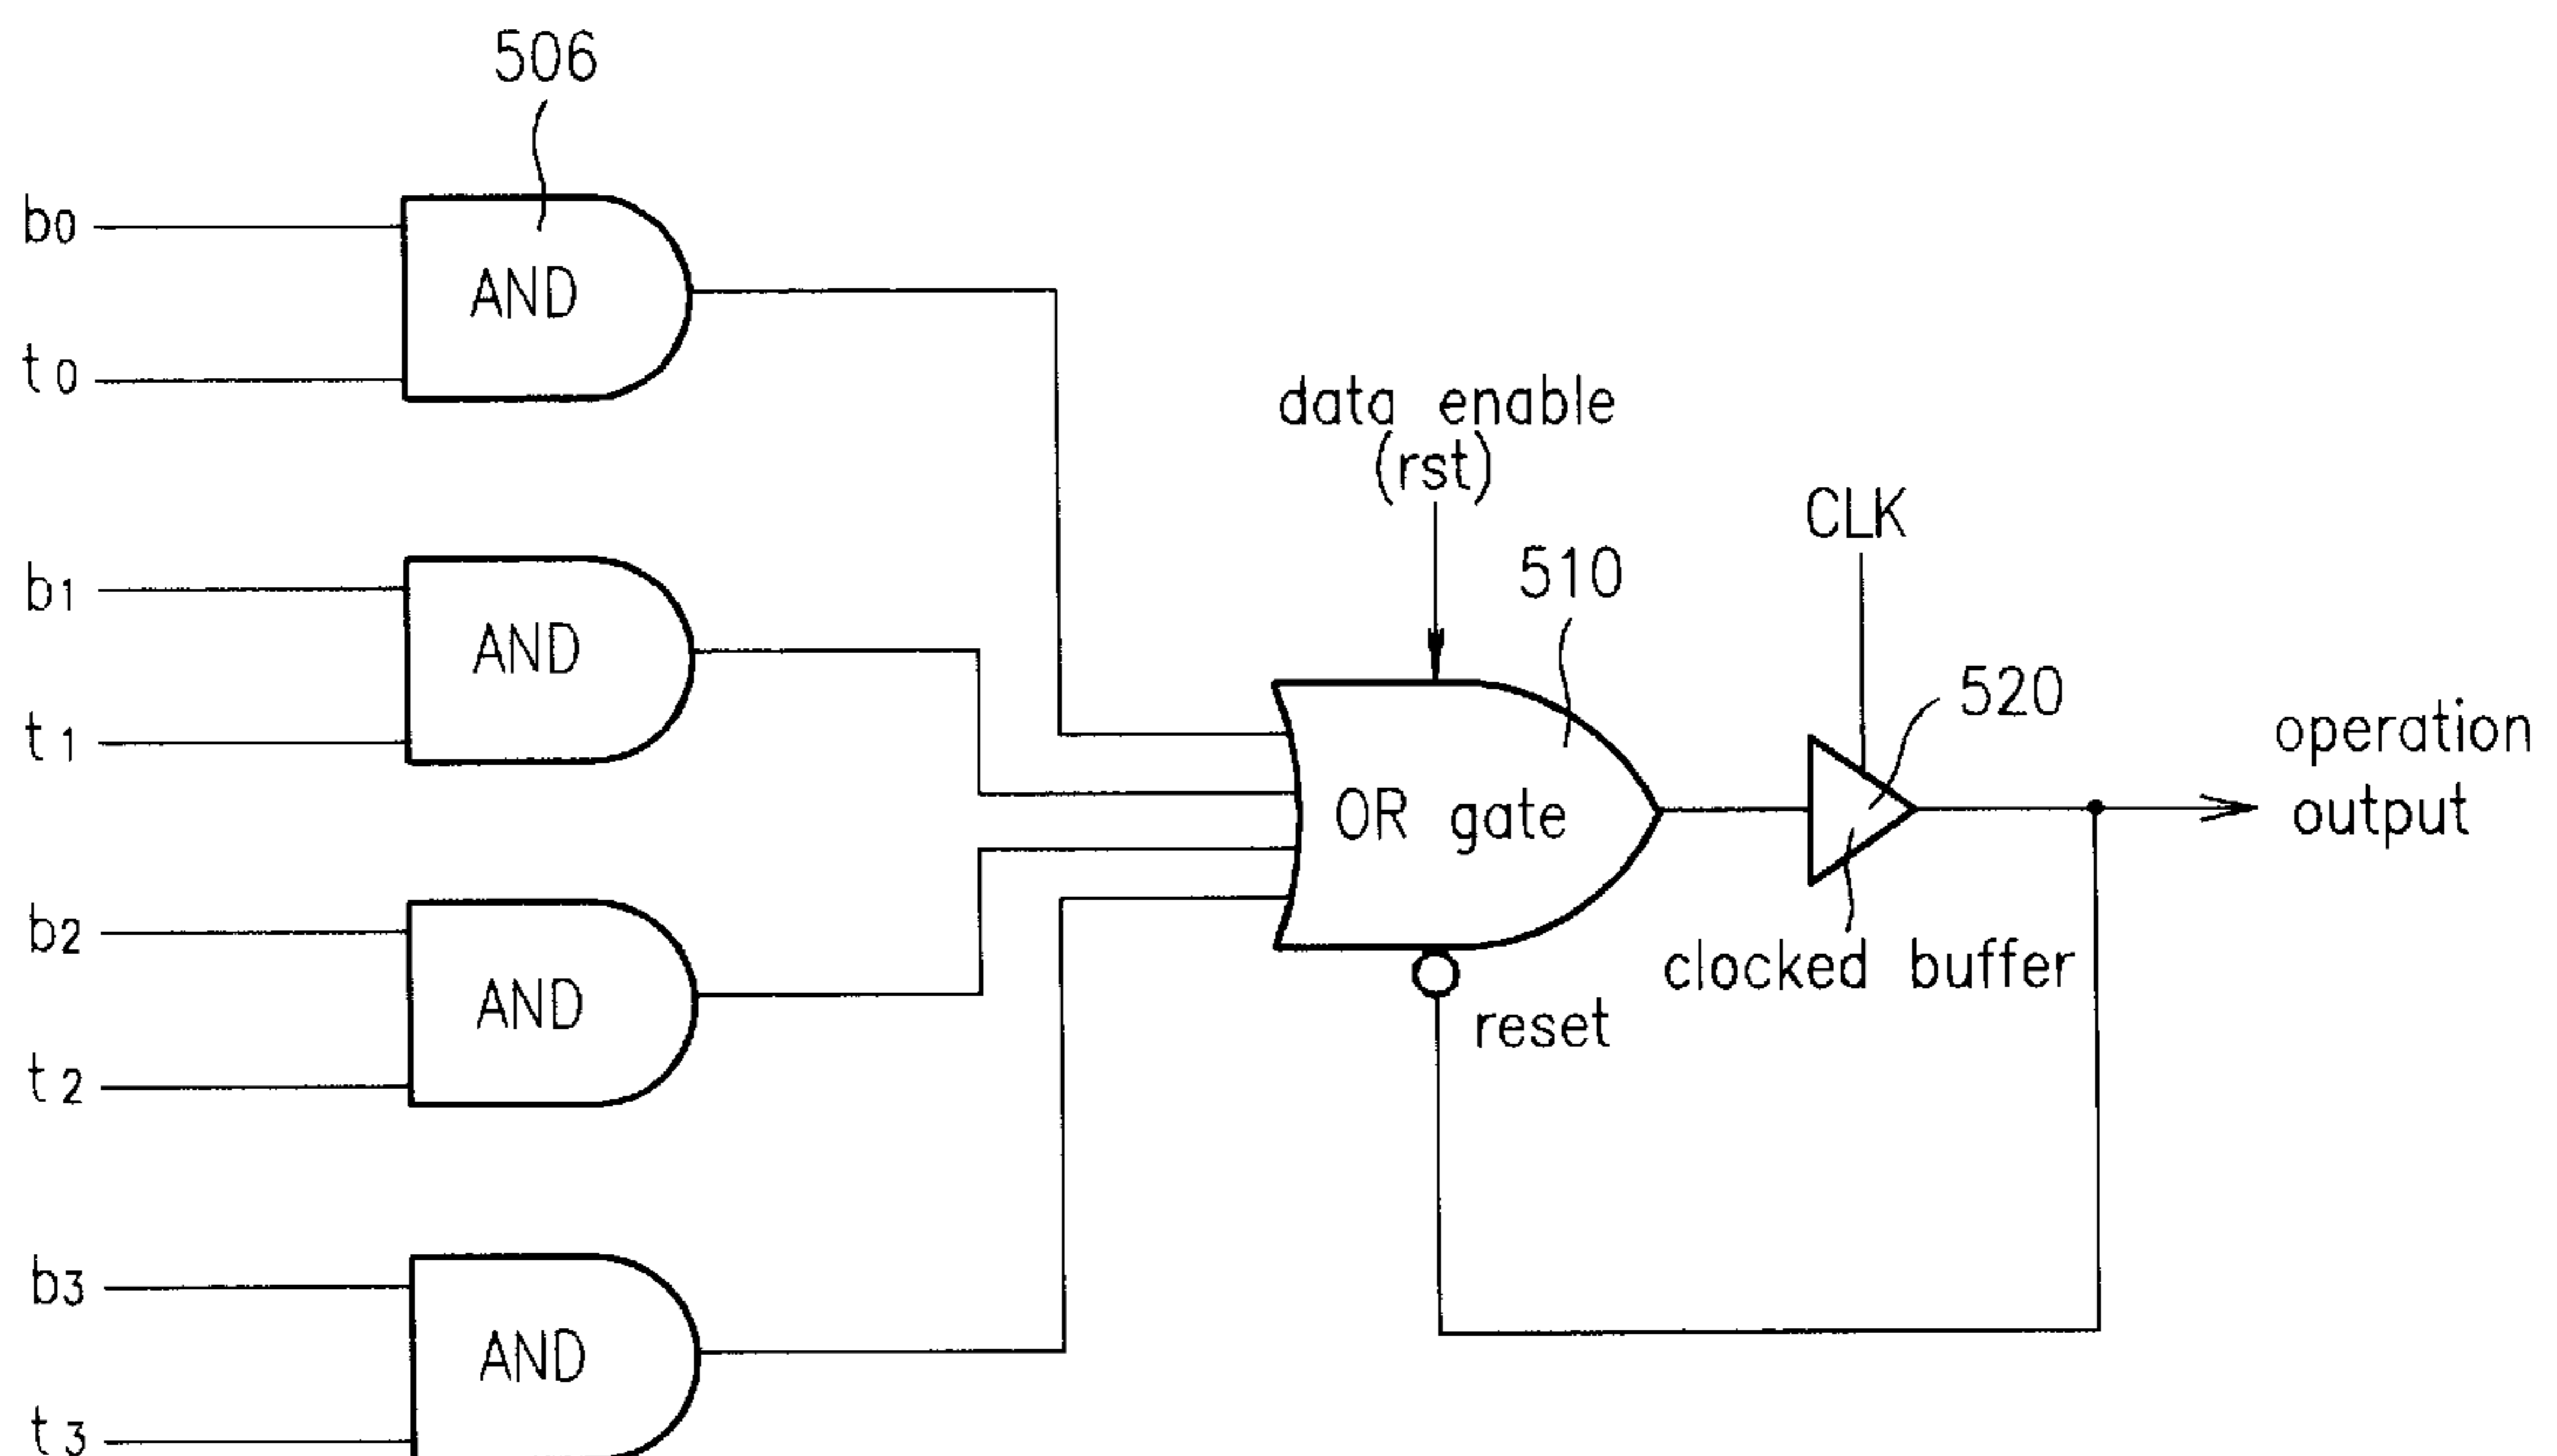 506
b0
AND
t0
data enable
(rst)
CLK
510
b1
AND
t1
520
operation
output
OR gate
b2
clocked buffer
AND
reset
t2
b3
AND
t3